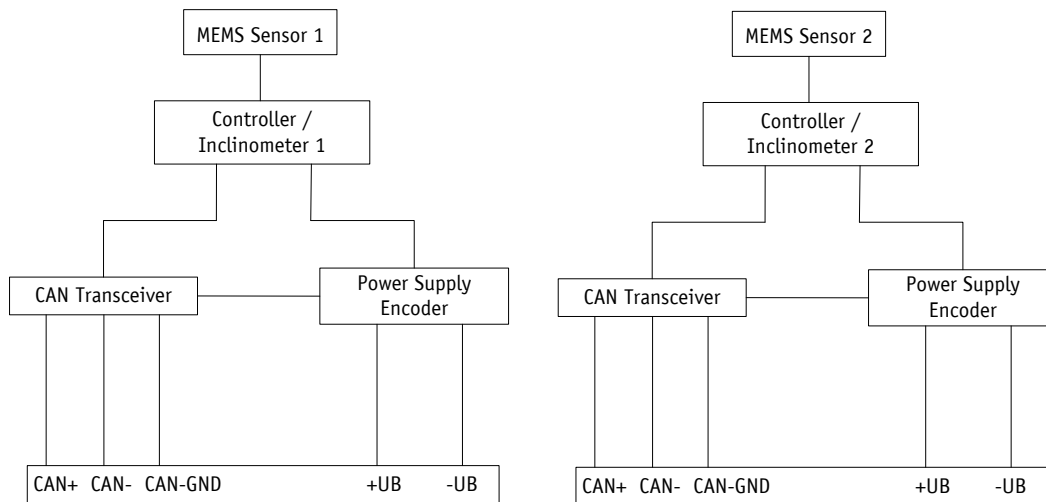 MEMS Sensor 1
Controller /
Inclinometer 1
CAN Transceiver
Power Supply
Encoder
CAN+ CAN- CAN-GND +UB -UB
MEMS Sensor 2
Controller /
Inclinometer 2
CAN Transceiver
Power Supply
Encoder
CAN+ CAN- CAN-GND +UB -UB